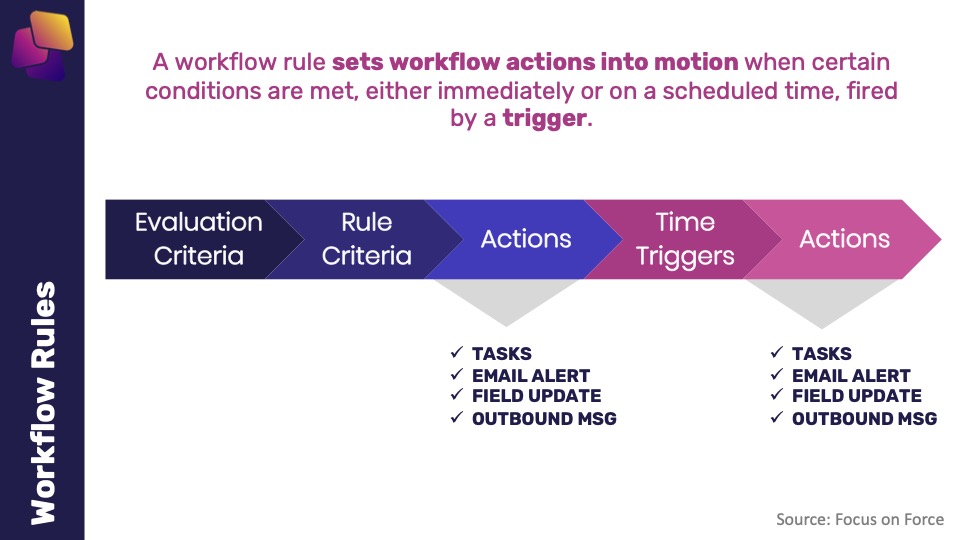 A workflow rule sets workflow actions into motion when certain
conditions are met, either immediately or on a scheduled time, fired
by a trigger.
Evaluation
Criteria
Rule
Criteria
Actions
Time
Triggers
Actions
✓ TASKS
✓ EMAIL ALERT
✓ FIELD UPDATE
✓ OUTBOUND MSG
✓ TASKS
✓ EMAIL ALERT
✓ FIELD UPDATE
✓ OUTBOUND MSG
Workflow Rules
Source: Focus on Force